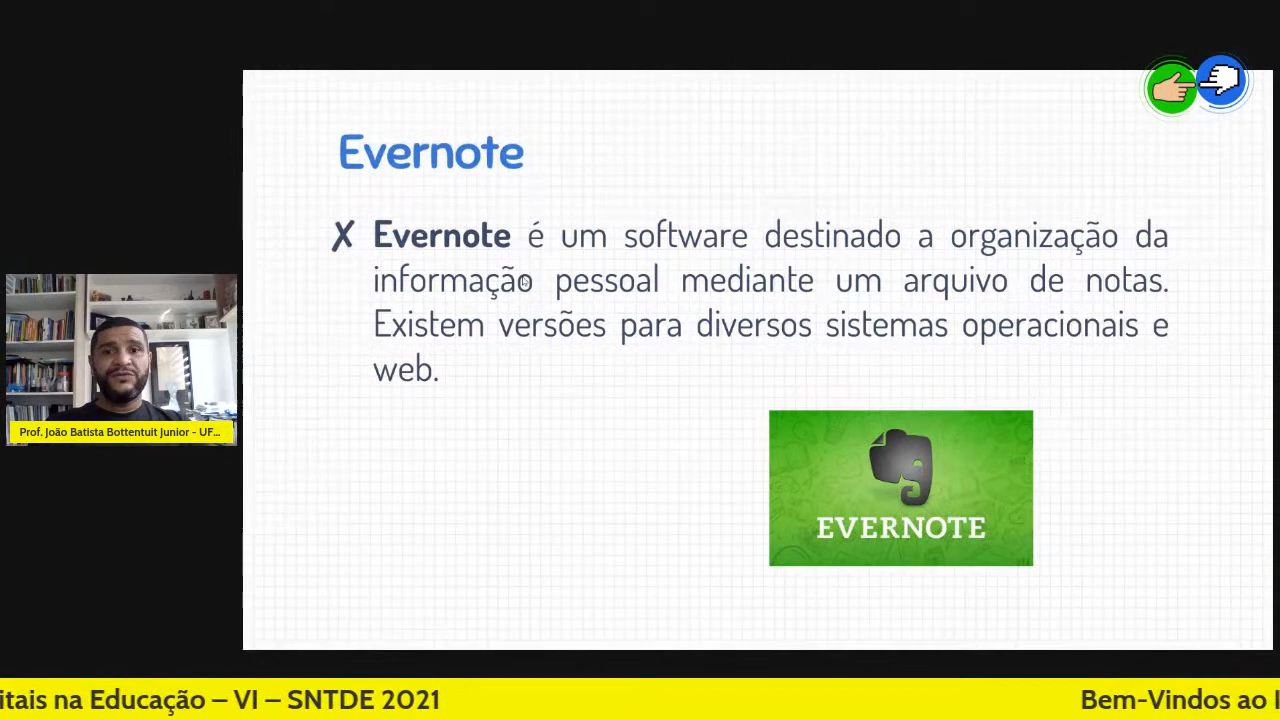 Evernote
✗ Evernote é um software destinado a organização da
informação pessoal mediante um arquivo de notas.
Existem versões para diversos sistemas operacionais e
web.
EVERNOTE
Prof. João Batista Bottentuit Junior - UF...
itais na Educação – VI – SNTDE 2021
Bem-Vindos ao